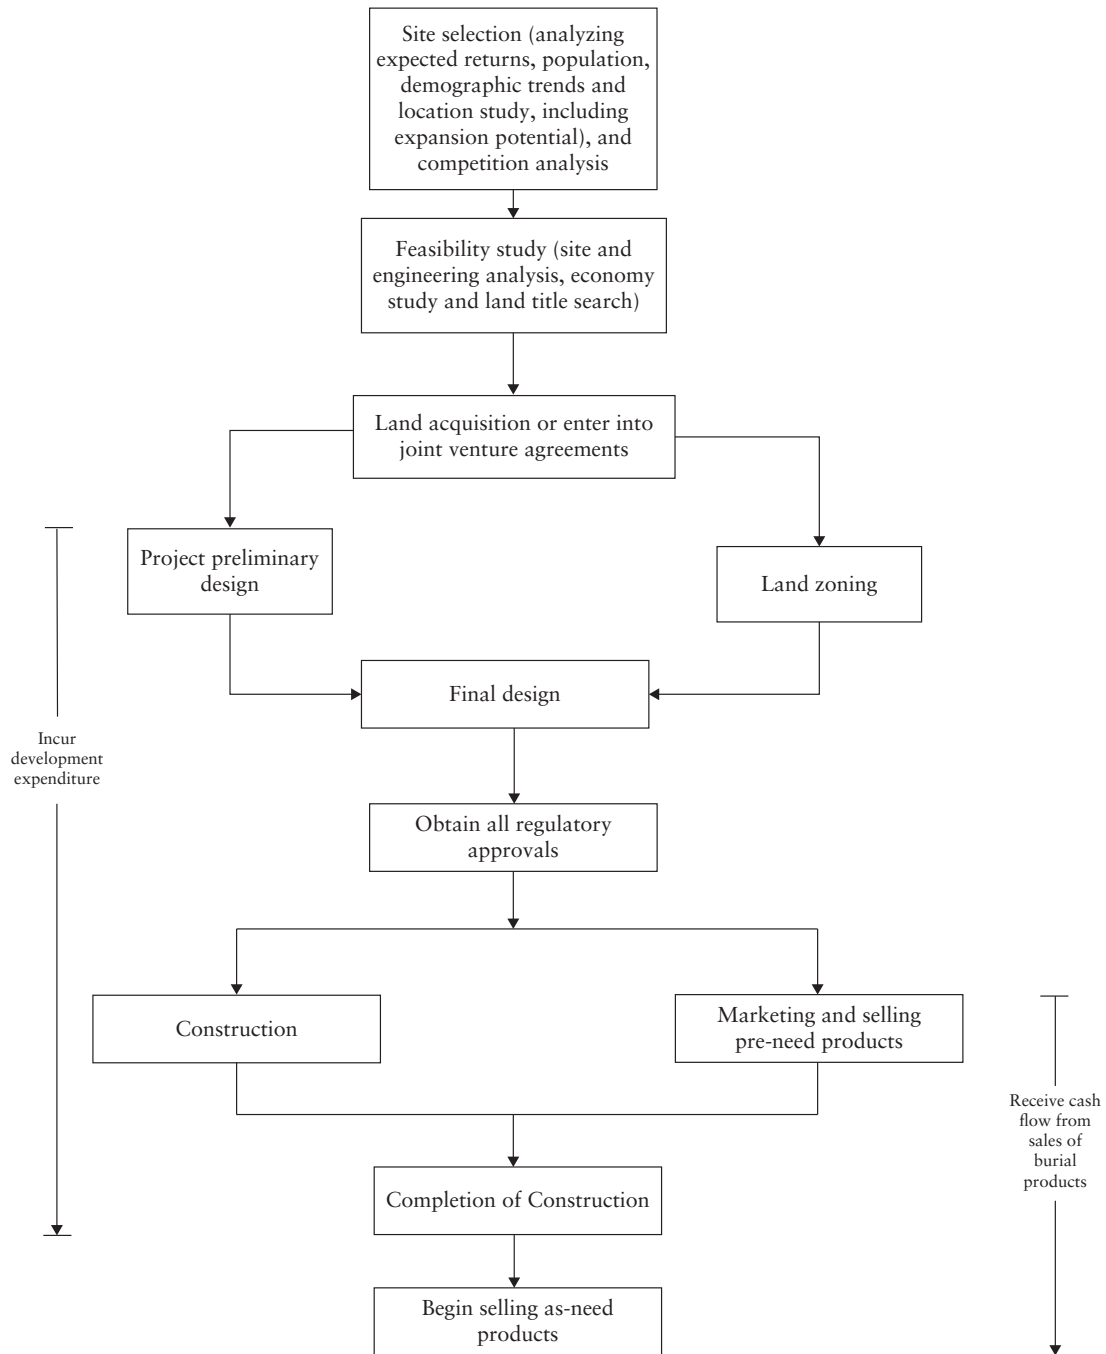 Site selection (analyzing
expected returns, population,
demographic trends and
location study, including
expansion potential), and
competition analysis
Feasibility study (site and
engineering analysis, economy
study and land title search)
Land acquisition or enter into
joint venture agreements
Project preliminary
design
Land zoning
Final design
Incur
development
expenditure
Obtain all regulatory
approvals
Construction
Marketing and selling
pre-need products
Receive cash
flow from
sales of
burial
products
Completion of Construction
Begin selling as-need
products